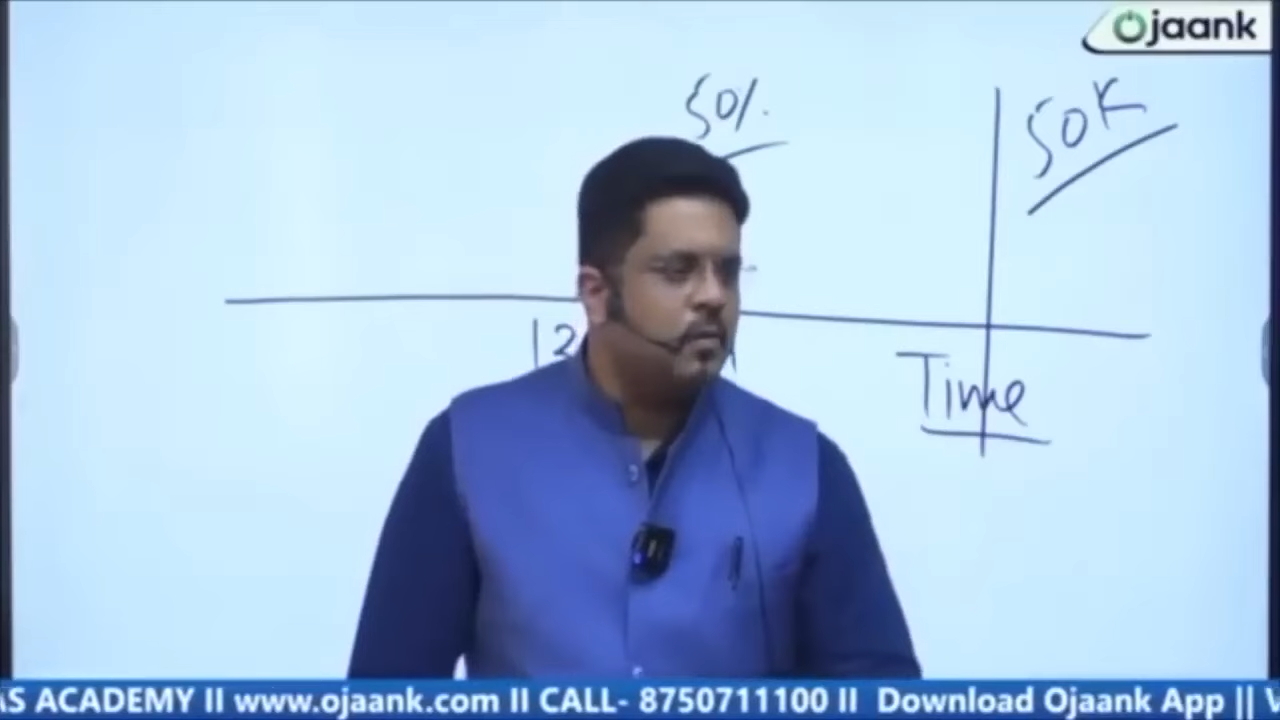 Ojaank
50%
50K
Time
AS ACADEMY II www.ojaank.com II CALL- 8750711100 II Download Ojaank App ||